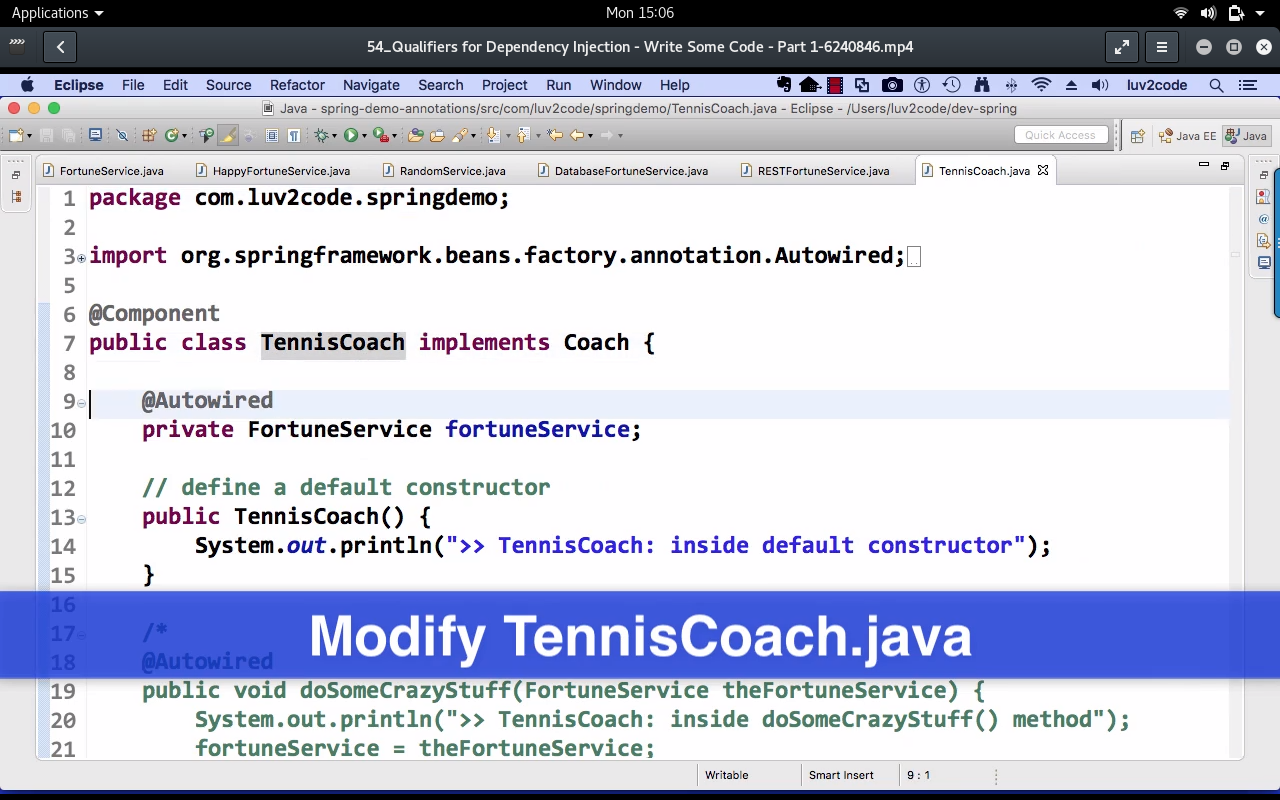 Applications
Mon 15:06
54_Qualifiers for Dependency Injection - Write Some Code - Part 1-6240846.mp4
Eclipse File Edit Source Refactor Navigate Search Project Run Window Help luv2code
Java - spring-demo-annotations/src/com/luv2code/springdemo/TennisCoach.java - Eclipse - /Users/luv2code/dev-spring
Quick Access Java EE Java
FortuneService.java HappyFortuneService.java RandomService.java DatabaseFortuneService.java RESTFortuneService.java TennisCoach.java
1 package com.luv2code.springdemo;
2
3 import org.springframework.beans.factory.annotation.Autowired;
5
6 @Component
7 public class TennisCoach implements Coach {
8
9 @Autowired
10 private FortuneService fortuneService;
11
12 // define a default constructor
13 public TennisCoach() {
14 System.out.println(">> TennisCoach: inside default constructor");
15 }
16
17 /*
Modify TennisCoach.java
18 @Autowired
19 public void doSomeCrazyStuff(FortuneService theFortuneService) {
20 System.out.println(">> TennisCoach: inside doSomeCrazyStuff() method");
21 fortuneService = theFortuneService;
Writable Smart Insert 9 : 1